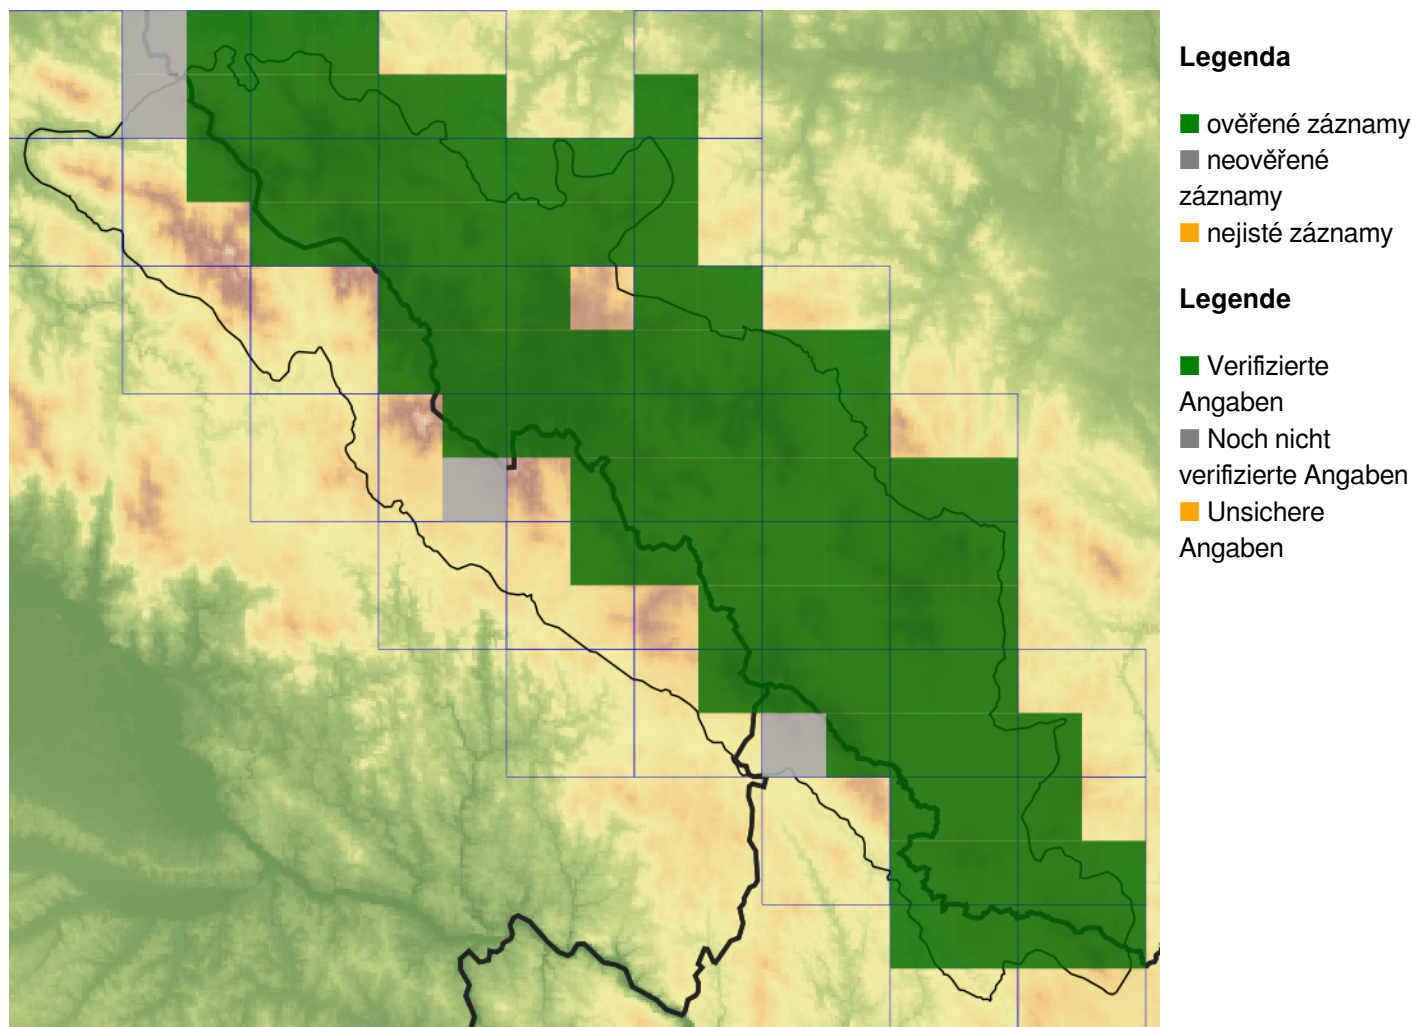 Legenda
ověřené záznamy
neověřené
záznamy
nejisté záznamy
Legende
Verifizierte
Angaben
Noch nicht
verifizierte Angaben
Unsichere
Angaben